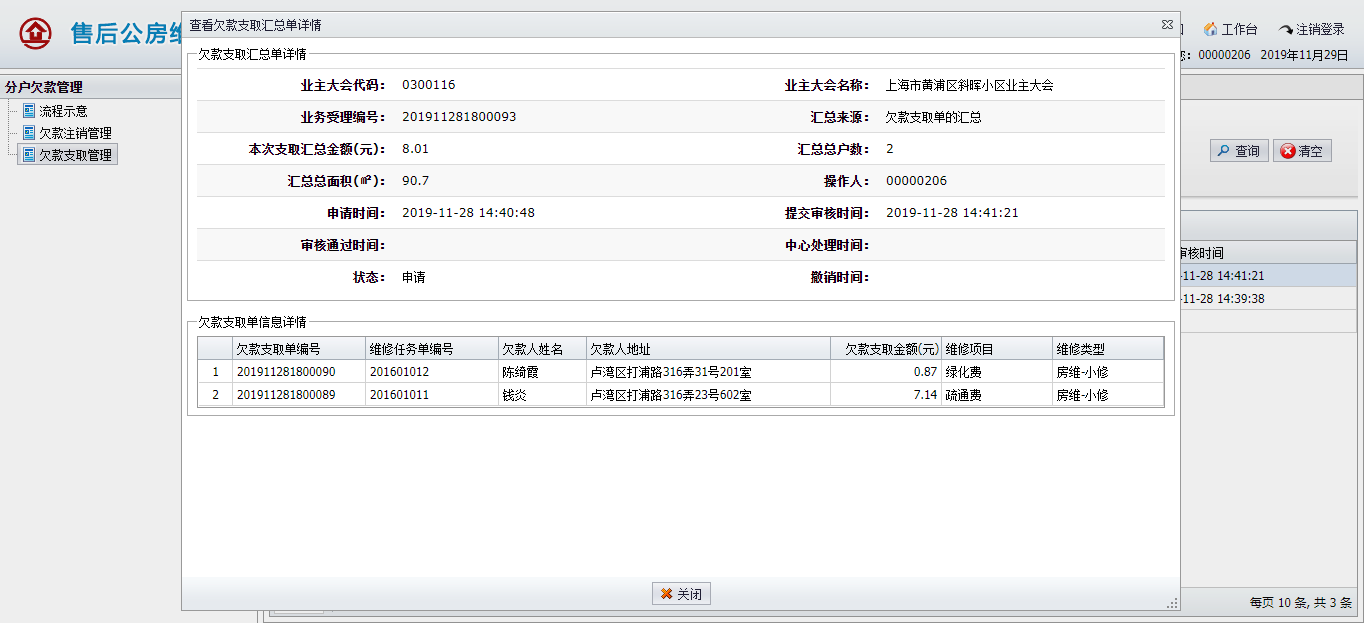 售后公房维
查看欠款支取汇总单详情
工作台
注销登录
00000206 2019年11月29日
分户欠款管理
流程示意
欠款注销管理
欠款支取管理
欠款支取汇总单详情
业主大会代码： 0300116 业主大会名称： 上海市黄浦区斜晖小区业主大会
业务受理编号： 201911281800093 汇总来源： 欠款支取单的汇总
本次支取汇总金额(元)： 8.01 汇总总户数： 2
汇总总面积(㎡)： 90.7 操作人： 00000206
申请时间： 2019-11-28 14:40:48 提交审核时间： 2019-11-28 14:41:21
审核通过时间： 中心处理时间：
状态： 申请 撤销时间：
查询
清空
审核时间
-11-28 14:41:21
-11-28 14:39:38
欠款支取单信息详情
欠款支取单编号 维修任务单编号 欠款人姓名 欠款人地址 欠款支取金额(元) 维修项目 维修类型
1 201911281800090 201601012 陈绮霞 卢湾区打浦路316弄31号201室 0.87 绿化费 房维-小修
2 201911281800089 201601011 钱炎 卢湾区打浦路316弄23号602室 7.14 疏通费 房维-小修
关闭
每页 10 条, 共 3 条